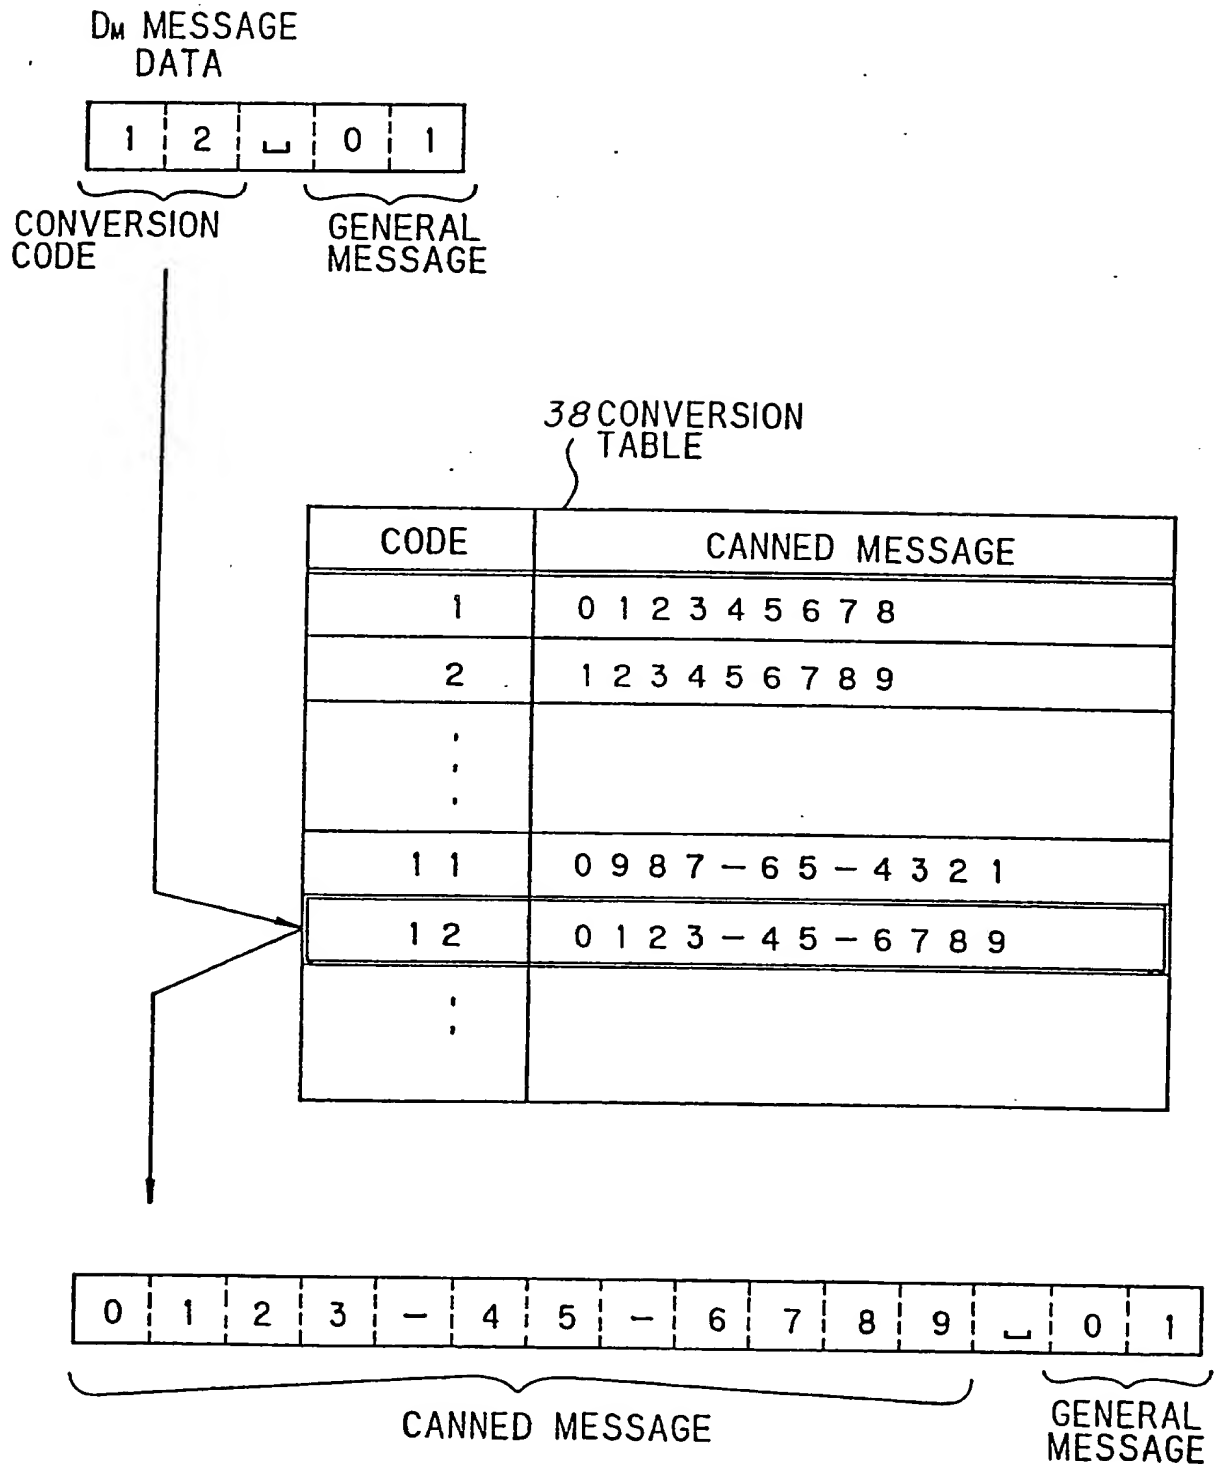 DM MESSAGE
DATA
1 2 ␣ 0 1
CONVERSION
CODE
GENERAL
MESSAGE
38 CONVERSION
TABLE
CODE CANNED MESSAGE
1 0 1 2 3 4 5 6 7 8
2 1 2 3 4 5 6 7 8 9
1 1 0 9 8 7 - 6 5 - 4 3 2 1
1 2 0 1 2 3 - 4 5 - 6 7 8 9
0 1 2 3 - 4 5 - 6 7 8 9 ␣ 0 1
CANNED MESSAGE
GENERAL
MESSAGE